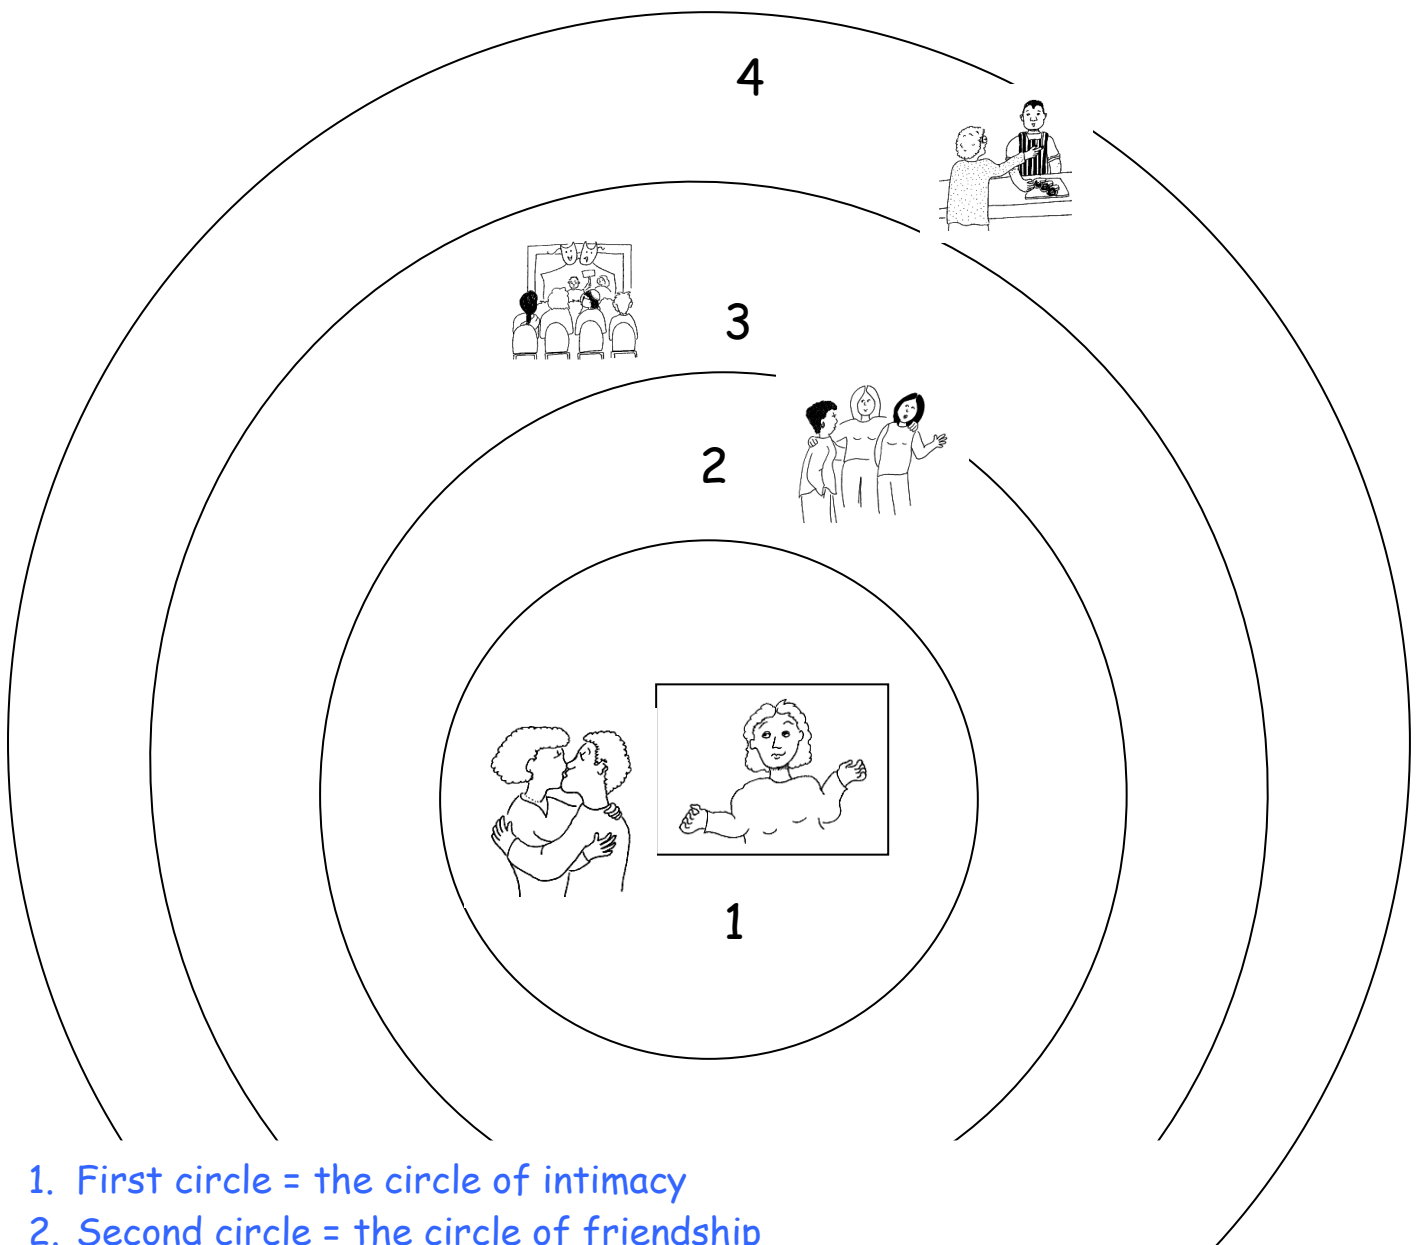 4
3
2
1
1. First circle = the circle of intimacy
2. Second circle = the circle of friendship